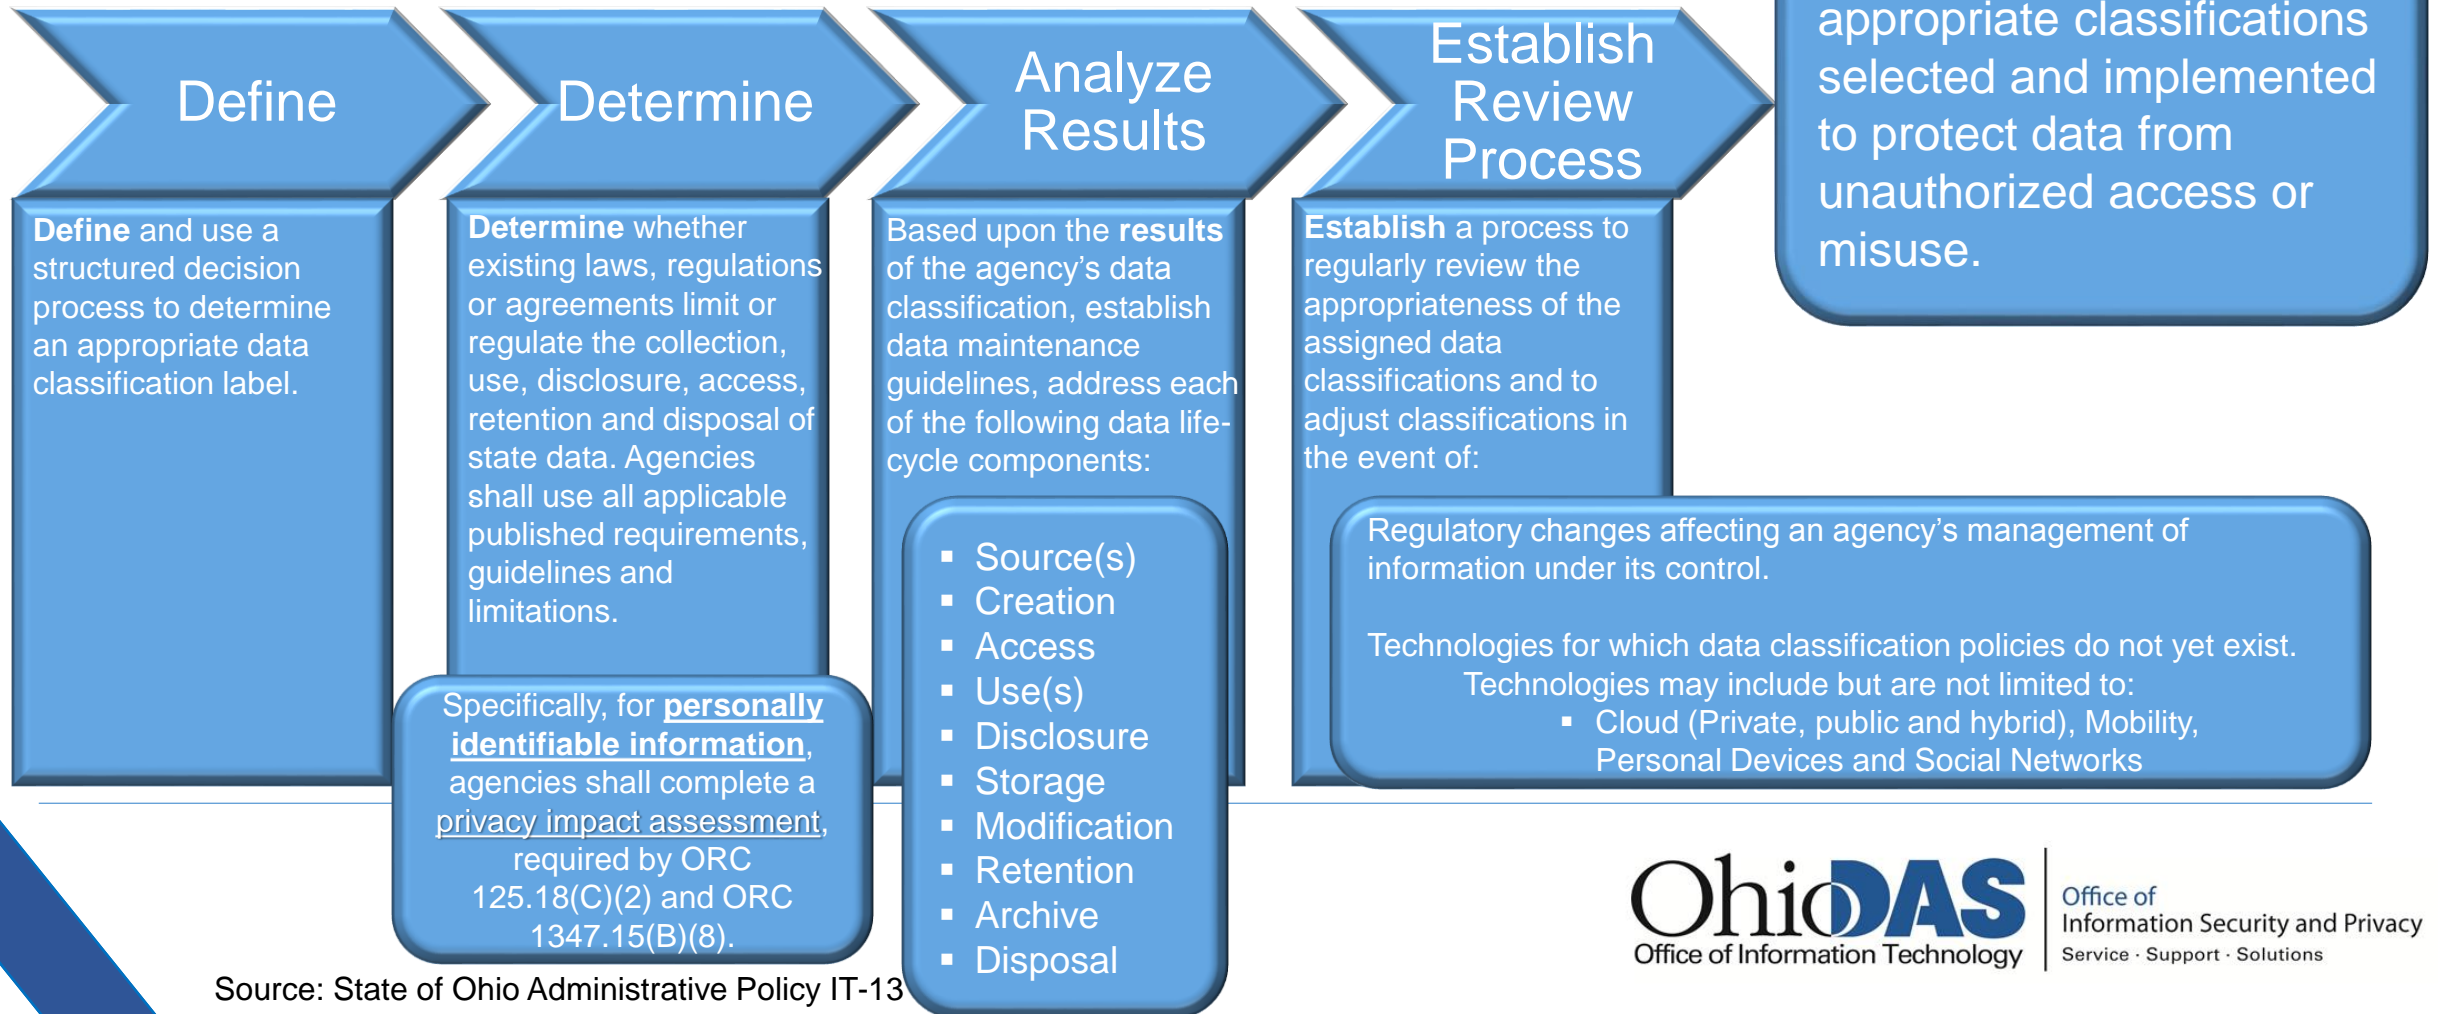 Define
Determine
Analyze
Results
Establish
Review
Process
appropriate classifications
selected and implemented
to protect data from
unauthorized access or
misuse.
Define and use a
structured decision
process to determine
an appropriate data
classification label.
Determine whether
existing laws, regulations
or agreements limit or
regulate the collection,
use, disclosure, access,
retention and disposal of
state data. Agencies
shall use all applicable
published requirements,
guidelines and
limitations.
Specifically, for personally
identifiable information,
agencies shall complete a
privacy impact assessment,
required by ORC
125.18(C)(2) and ORC
1347.15(B)(8).
Based upon the results
of the agency’s data
classification, establish
data maintenance
guidelines, address each
of the following data life-
cycle components:
▪ Source(s)
▪ Creation
▪ Access
▪ Use(s)
▪ Disclosure
▪ Storage
▪ Modification
▪ Retention
▪ Archive
▪ Disposal
Establish a process to
regularly review the
appropriateness of the
assigned data
classifications and to
adjust classifications in
the event of:
Regulatory changes affecting an agency’s management of
information under its control.
Technologies for which data classification policies do not yet exist.
Technologies may include but are not limited to:
▪ Cloud (Private, public and hybrid), Mobility,
Personal Devices and Social Networks
Source: State of Ohio Administrative Policy IT-13
OhioDAS
Office of Information Technology
Office of
Information Security and Privacy
Service · Support · Solutions